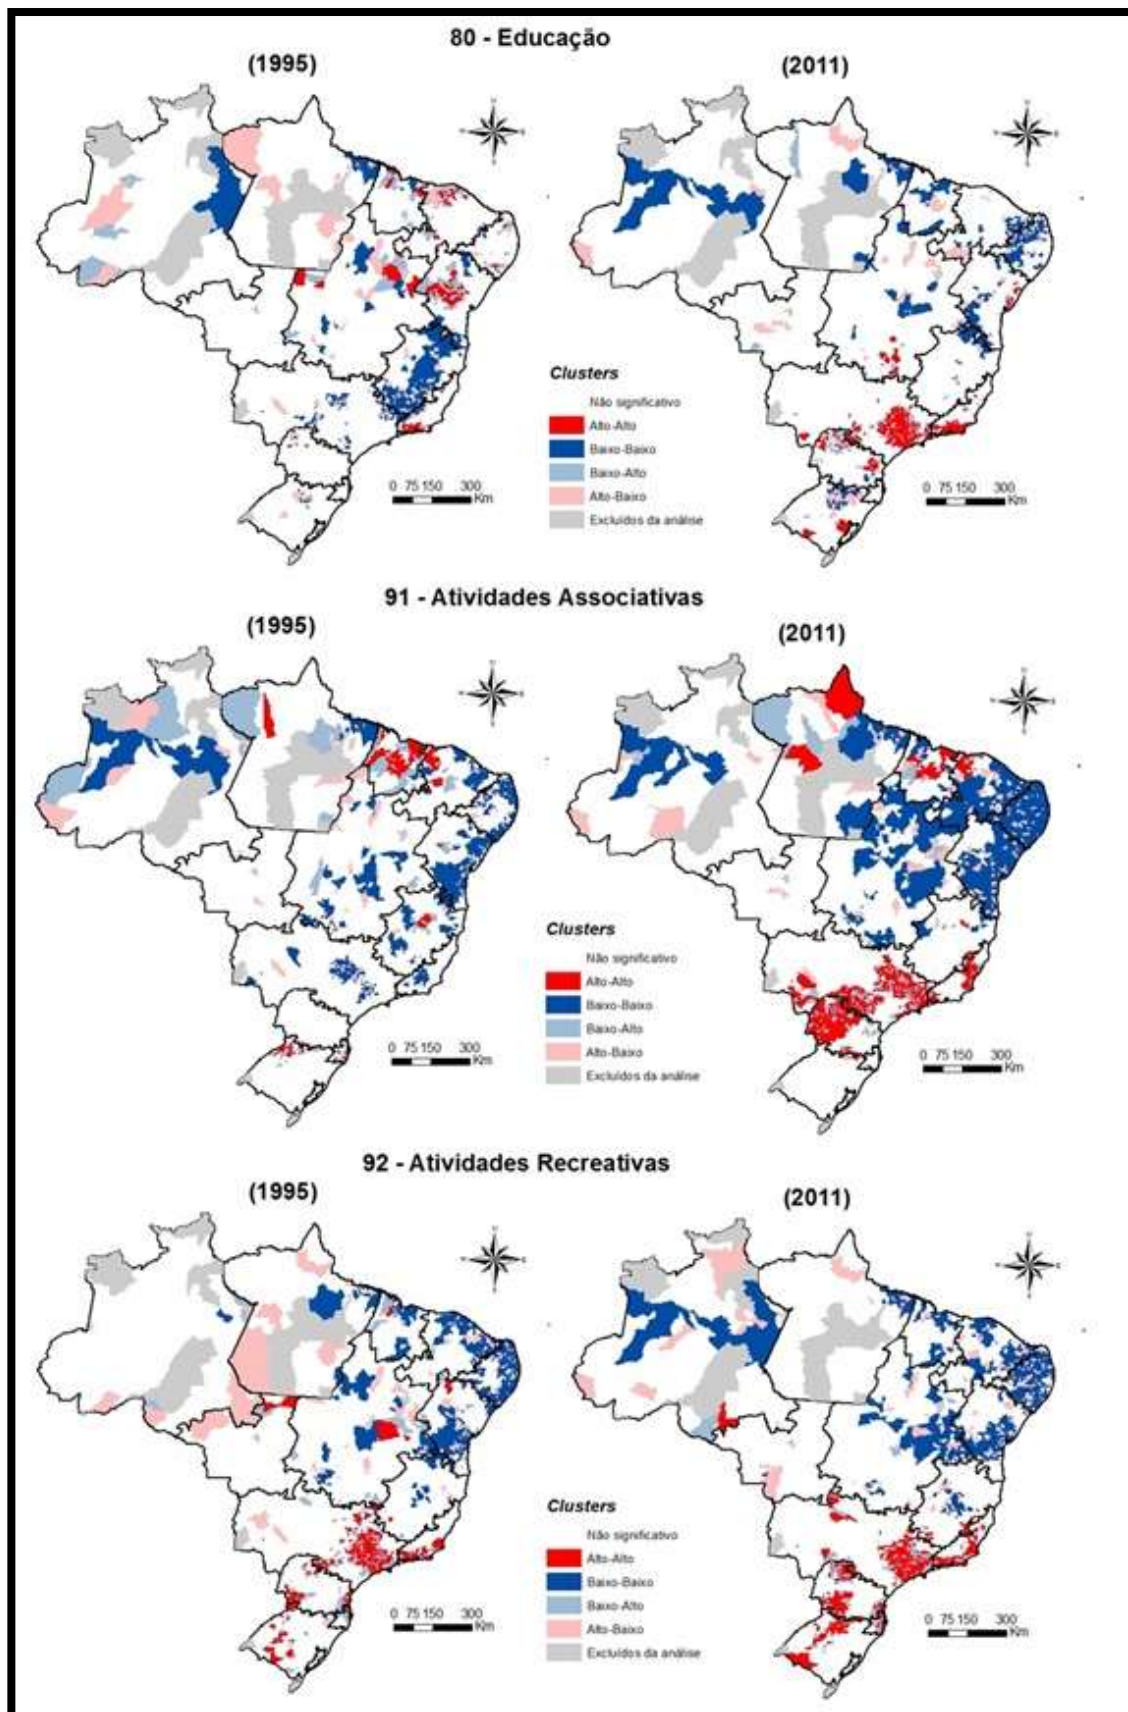 80 - Educação
(1995)
(2011)
Clusters
Não significativo
Alto-Alto
Baixo-Baixo
Baixo-Alto
Alto-Baixo
Excluídos da análise
0 75 150 300
Km
0 75 150 300
Km
91 - Atividades Associativas
(1995)
(2011)
Clusters
Não significativo
Alto-Alto
Baixo-Baixo
Baixo-Alto
Alto-Baixo
Excluídos da análise
0 75 150 300
Km
0 75 150 300
Km
92 - Atividades Recreativas
(1995)
(2011)
Clusters
Não significativo
Alto-Alto
Baixo-Baixo
Baixo-Alto
Alto-Baixo
Excluídos da análise
0 75 150 300
Km
0 75 150 300
Km